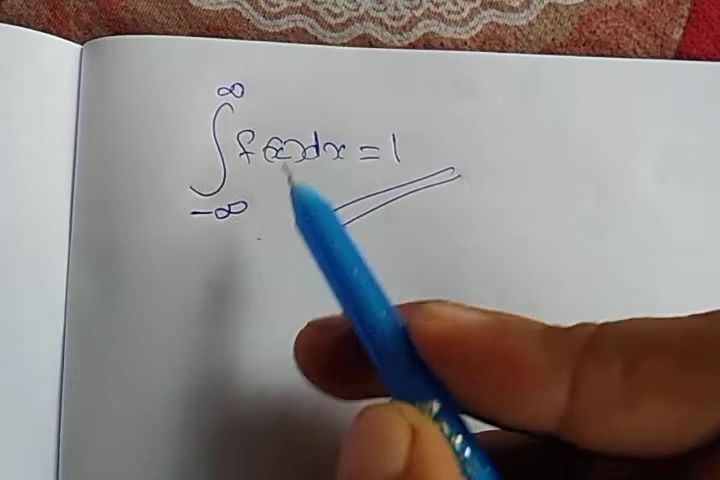 ∫_{-∞}^{∞} f(x)dx = 1